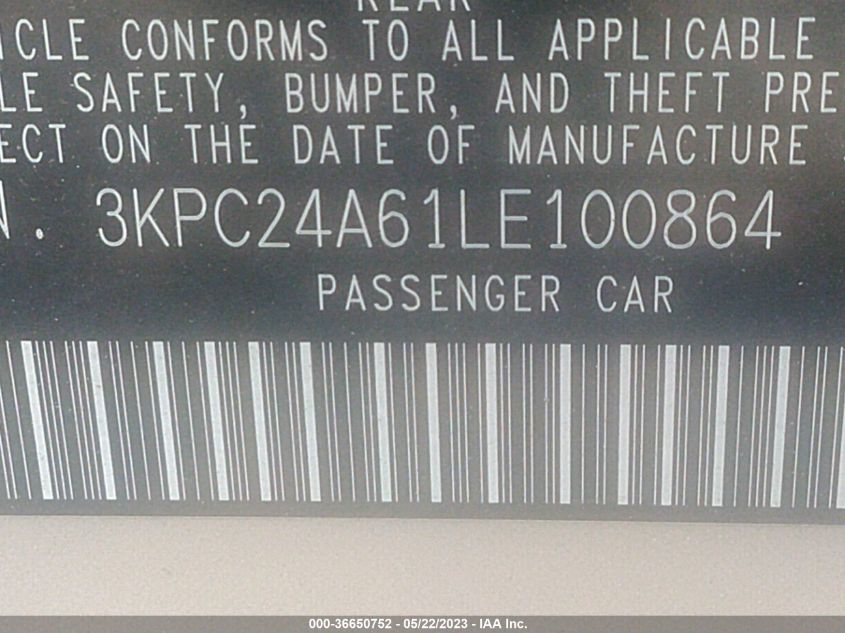 REAR
ICLE CONFORMS TO ALL APPLICABLE
LE SAFETY, BUMPER, AND THEFT PRE
ECT ON THE DATE OF MANUFACTURE
N. 3KPC24A61LE100864
PASSENGER CAR
000-36650752 - 05/22/2023 - IAA Inc.